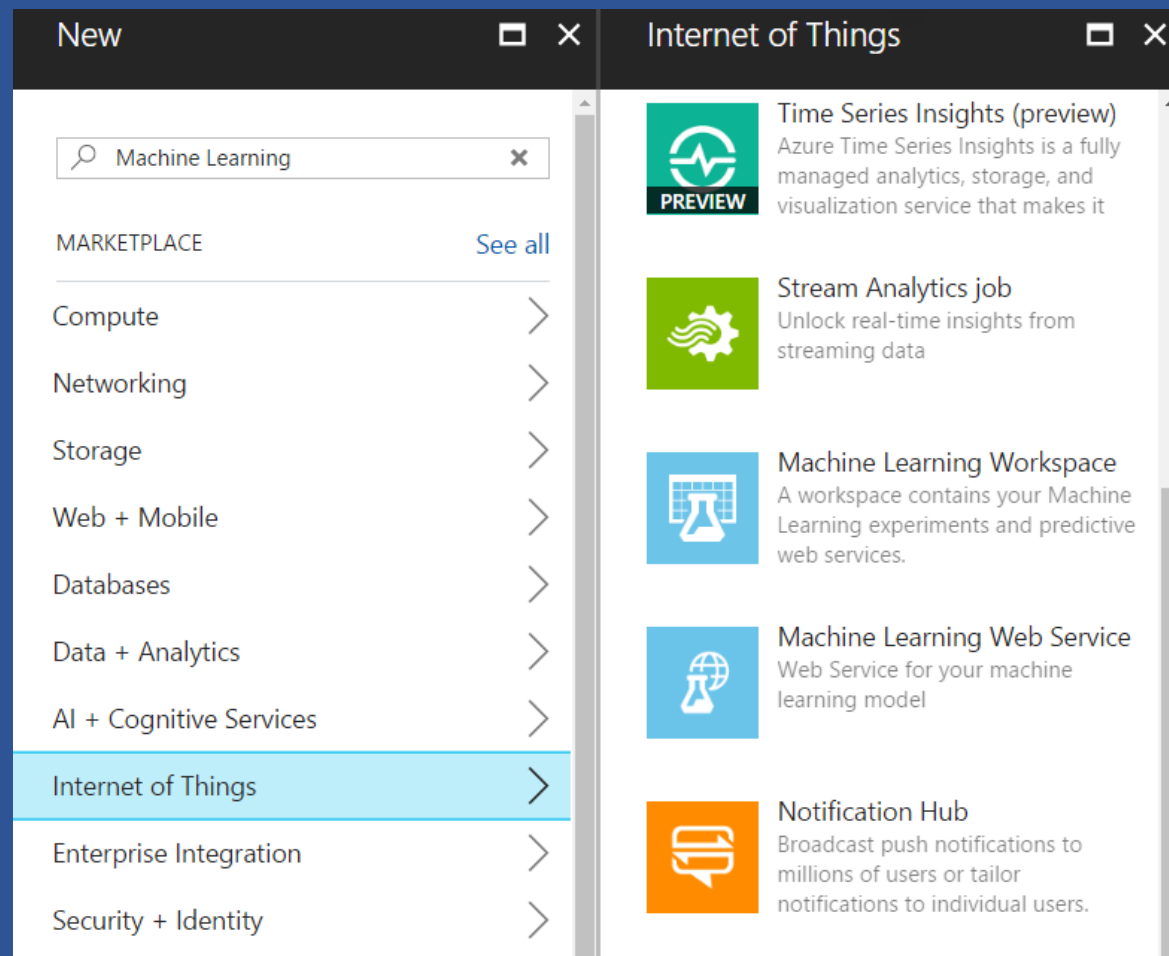 New
Machine Learning
MARKETPLACE
See all
Compute
Networking
Storage
Web + Mobile
Databases
Data + Analytics
AI + Cognitive Services
Internet of Things
Enterprise Integration
Security + Identity
Internet of Things
Time Series Insights (preview)
Azure Time Series Insights is a fully
managed analytics, storage, and
visualization service that makes it
PREVIEW
Stream Analytics job
Unlock real-time insights from
streaming data
Machine Learning Workspace
A workspace contains your Machine
Learning experiments and predictive
web services.
Machine Learning Web Service
Web Service for your machine
learning model
Notification Hub
Broadcast push notifications to
millions of users or tailor
notifications to individual users.